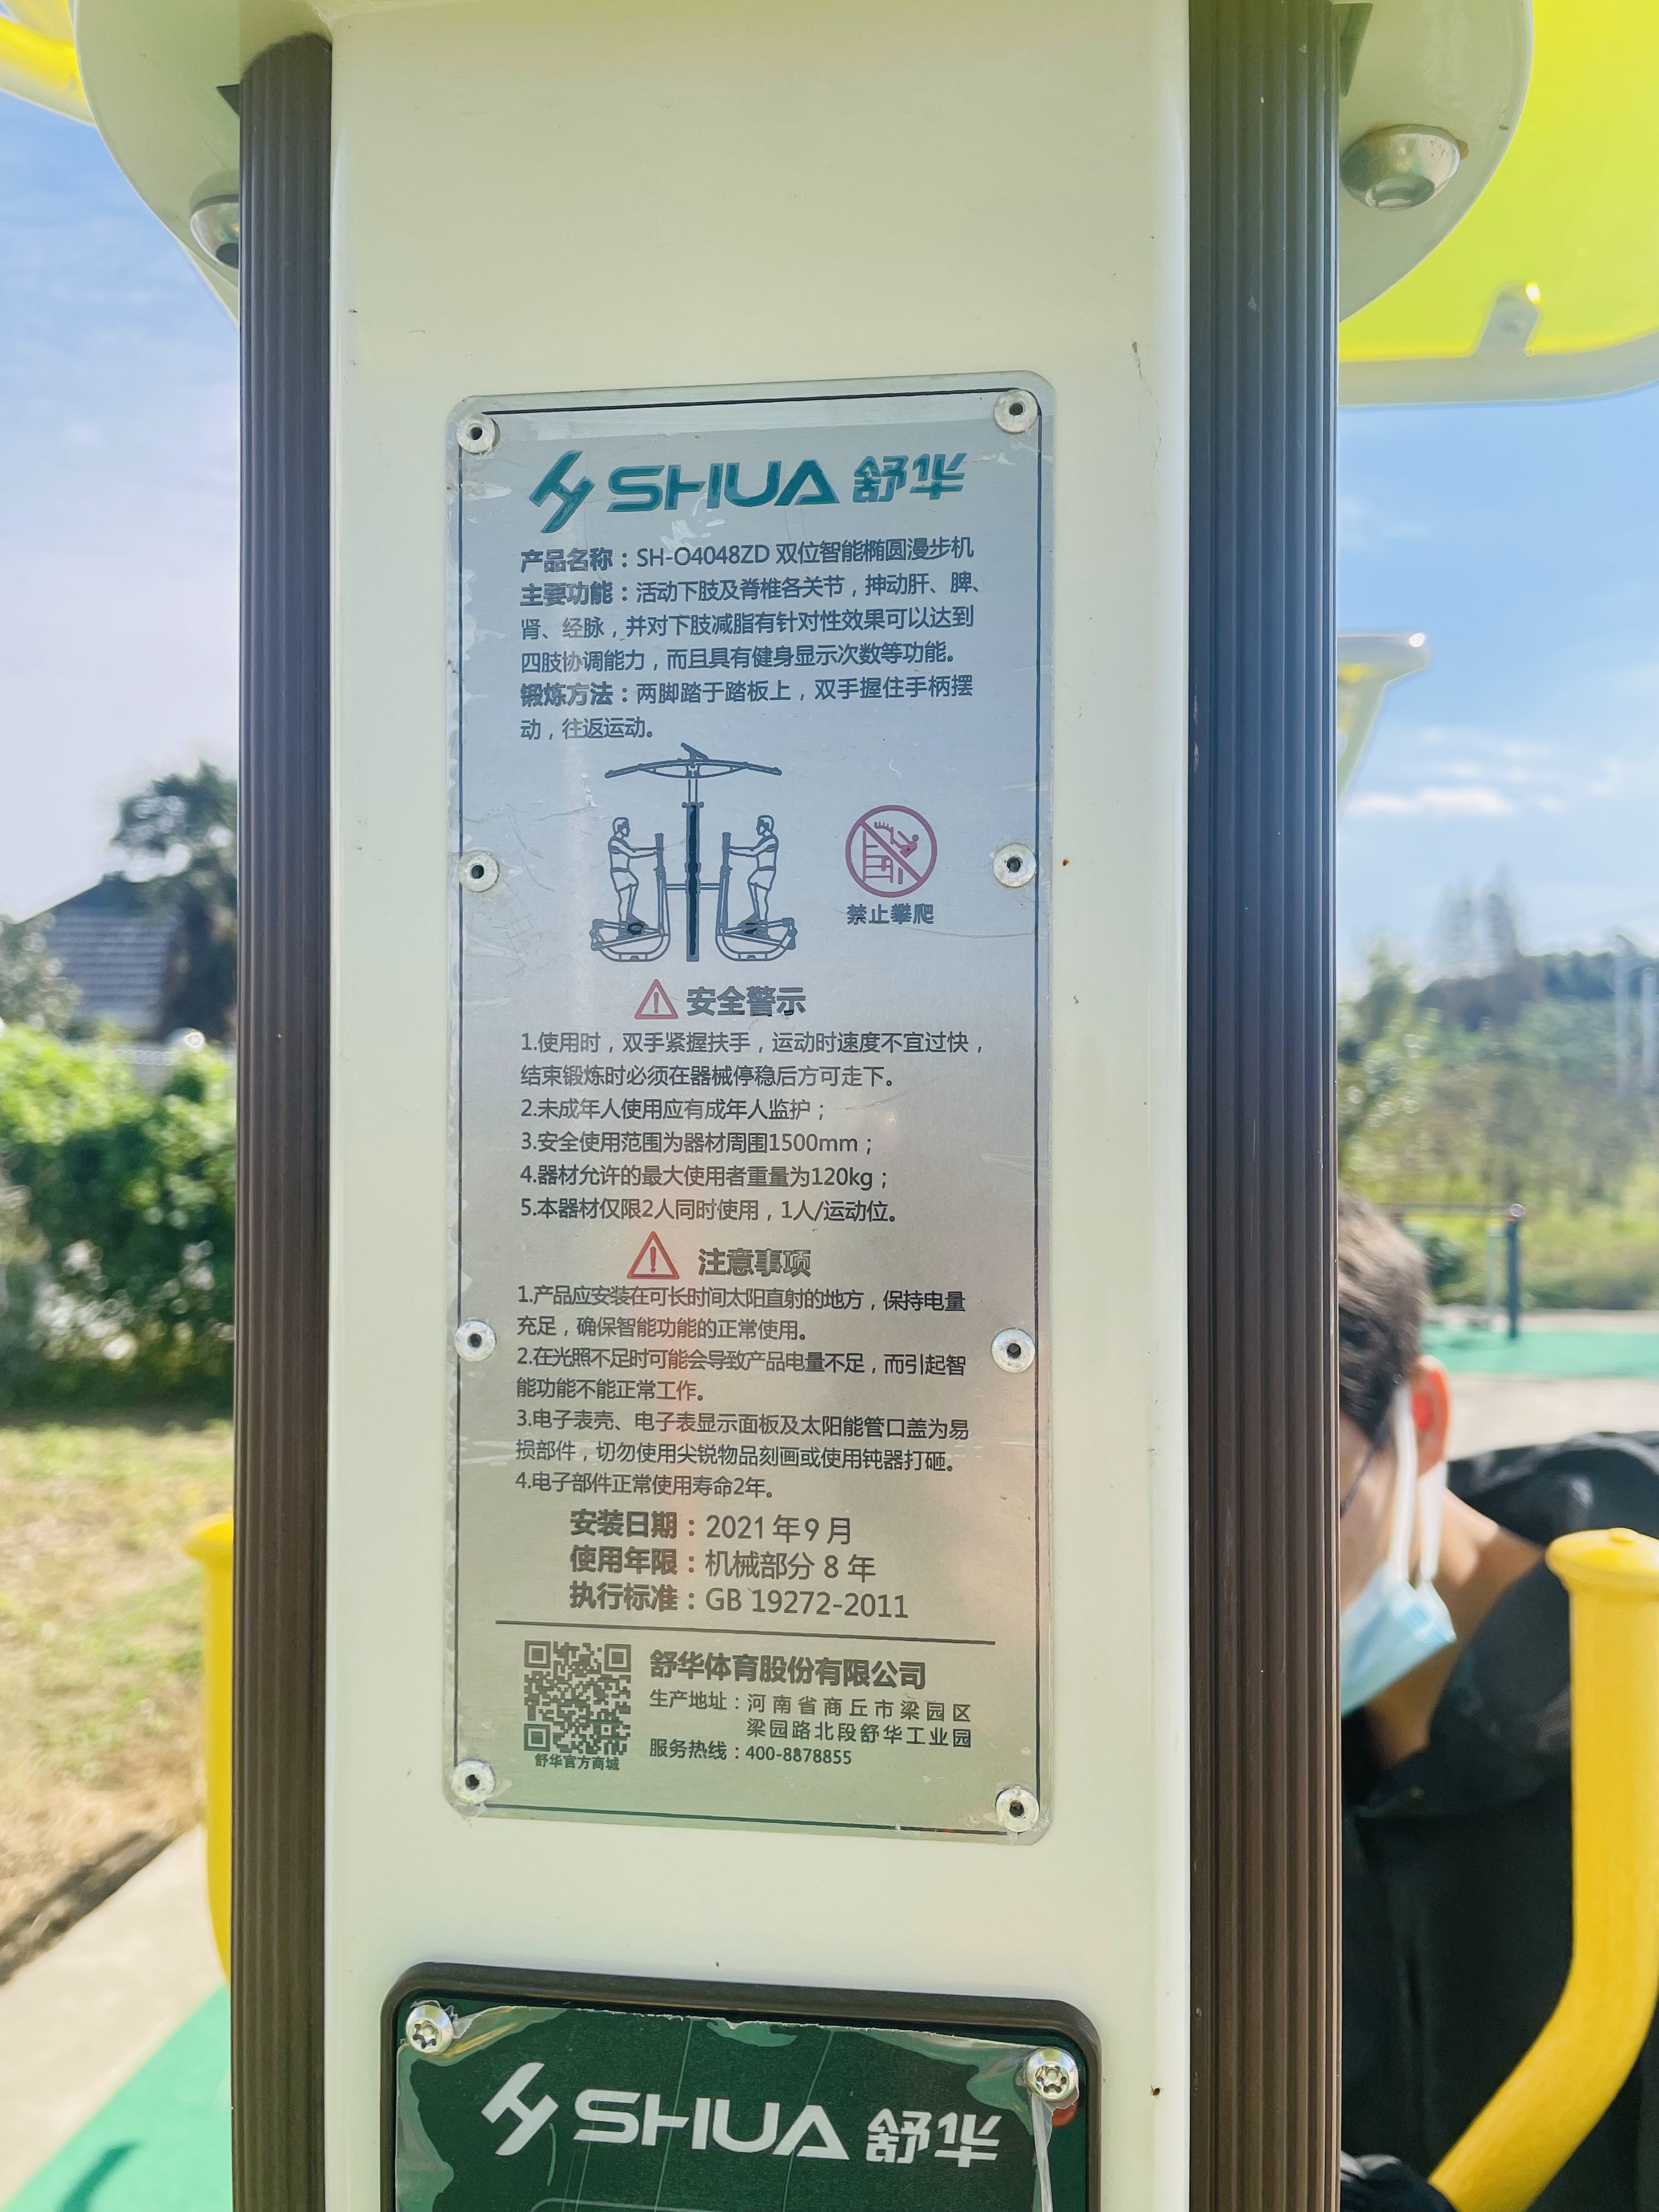 SHUA 舒华
产品名称：SH-O4048ZD 双位智能椭圆漫步机
主要功能：活动下肢及脊椎各关节，抻动肝、脾、
肾、经脉，并对下肢减脂有针对性效果可以达到
四肢协调能力，而且具有健身显示次数等功能。
锻炼方法：两脚踏于踏板上，双手握住手柄摆
动，往返运动。
禁止攀爬
安全警示
1.使用时，双手紧握扶手，运动时速度不宜过快，
结束锻炼时必须在器械停稳后方可走下。
2.未成年人使用应有成年人监护；
3.安全使用范围为器材周围1500mm；
4.器材允许的最大使用者重量为120kg；
5.本器材仅限2人同时使用，1人/运动位。
注意事项
1.产品应安装在可长时间太阳直射的地方，保持电量
充足，确保智能功能的正常使用。
2.在光照不足时可能会导致产品电量不足，而引起智
能功能不能正常工作。
3.电子表壳、电子表显示面板及太阳能管口盖为易
损部件，切勿使用尖锐物品刻画或使用钝器打砸。
4.电子部件正常使用寿命2年。
安装日期：2021年9月
使用年限：机械部分 8 年
执行标准：GB 19272-2011
舒华体育股份有限公司
生产地址：河南省商丘市梁园区
梁园路北段舒华工业园
服务热线：400-8878855
舒华官方商城
SHUA 舒华